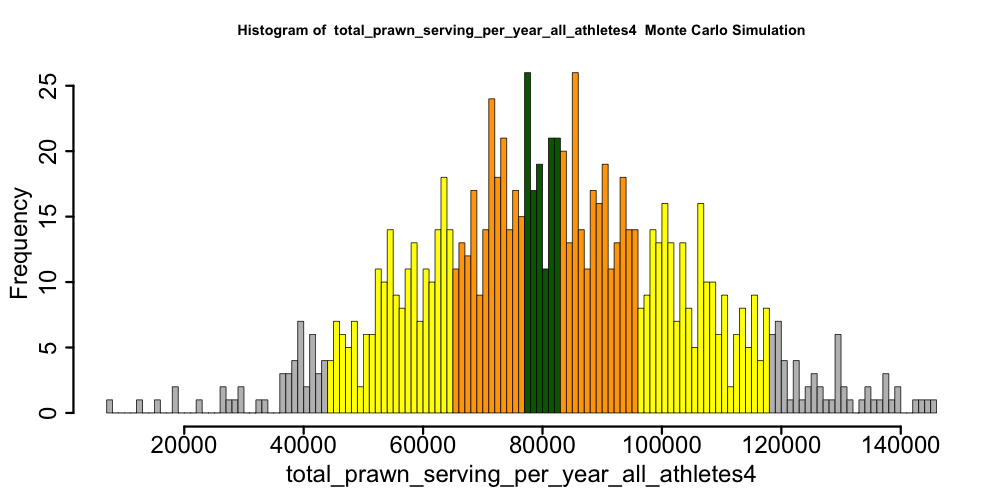 Histogram of  total_prawn_serving_per_year_all_athletes4  Monte Carlo Simulation
25
20
15
10
5
0
Frequency
20000 40000 60000 80000 100000 120000 140000
total_prawn_serving_per_year_all_athletes4